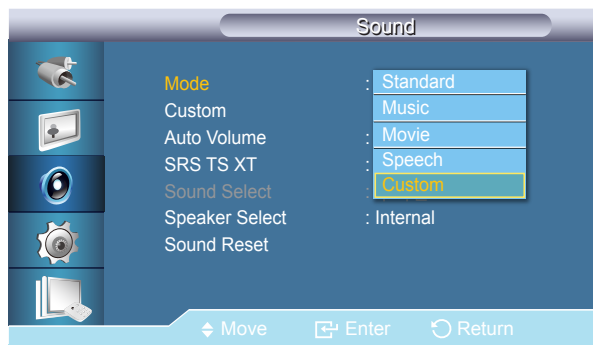 Sound
Mode : Standard
Custom Music
Auto Volume : Movie
SRS TS XT : Speech
Sound Select : Custom
Speaker Select : Internal
Sound Reset
Move Enter Return